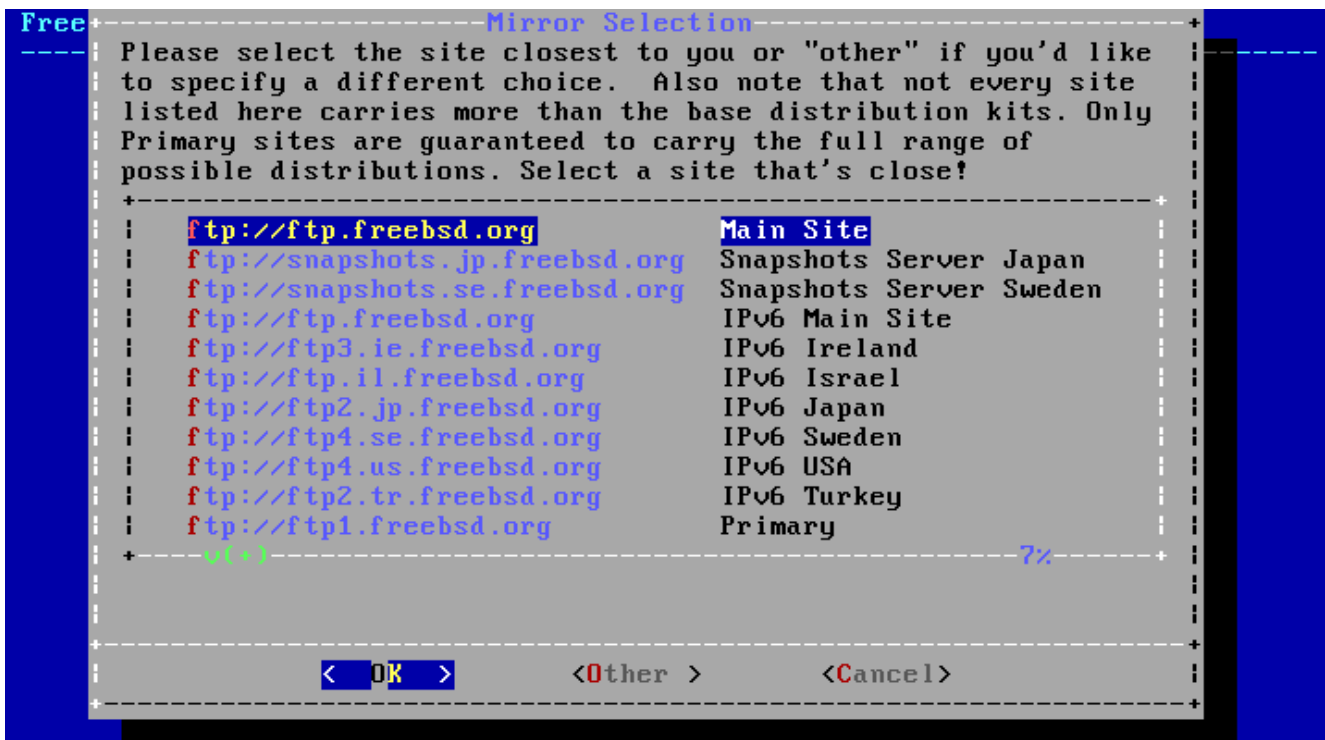 Free
Mirror Selection
Please select the site closest to you or "other" if you'd like
to specify a different choice.  Also note that not every site
listed here carries more than the base distribution kits. Only
Primary sites are guaranteed to carry the full range of
possible distributions. Select a site that's close!
ftp://ftp.freebsd.org Main Site
ftp://snapshots.jp.freebsd.org Snapshots Server Japan
ftp://snapshots.se.freebsd.org Snapshots Server Sweden
ftp://ftp.freebsd.org IPv6 Main Site
ftp://ftp3.ie.freebsd.org IPv6 Ireland
ftp://ftp.il.freebsd.org IPv6 Israel
ftp://ftp2.jp.freebsd.org IPv6 Japan
ftp://ftp4.se.freebsd.org IPv6 Sweden
ftp://ftp4.us.freebsd.org IPv6 USA
ftp://ftp2.tr.freebsd.org IPv6 Turkey
ftp://ftp1.freebsd.org Primary
v(+) 7%
<  OK  > <Other > <Cancel>